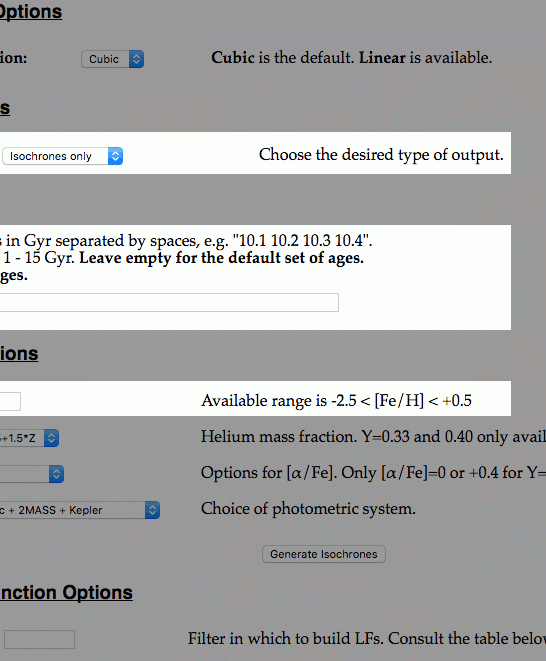 Options
ion: Cubic Cubic is the default. Linear is available.
s
Isochrones only Choose the desired type of output.
s in Gyr separated by spaces, e.g. "10.1 10.2 10.3 10.4".
1 - 15 Gyr. Leave empty for the default set of ages.
ges.
ions
Available range is -2.5 < [Fe/H] < +0.5
+1.5*Z Helium mass fraction. Y=0.33 and 0.40 only avail
Options for [α/Fe]. Only [α/Fe]=0 or +0.4 for Y=
c + 2MASS + Kepler Choice of photometric system.
Generate Isochrones
nction Options
Filter in which to build LFs. Consult the table below